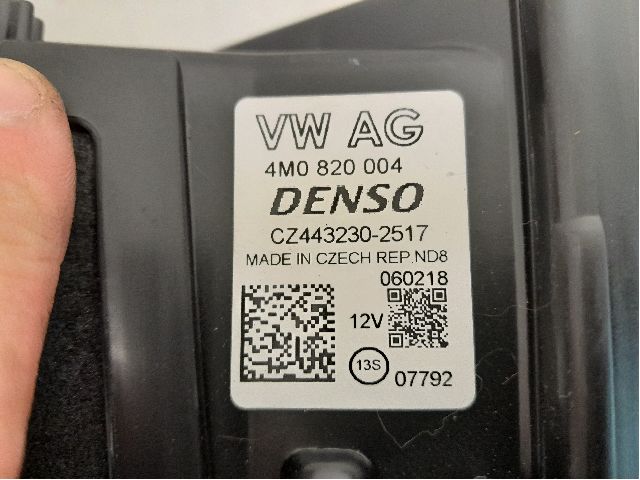 VW AG
4M0 820 004
DENSO
CZ443230-2517
MADE IN CZECH REP.ND8
060218
12V
13S
07792